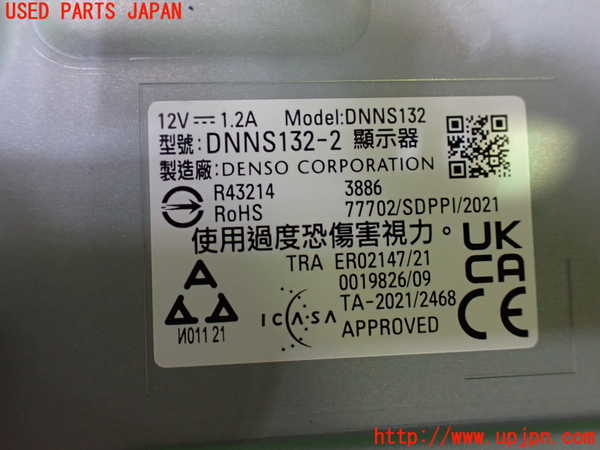 USED PARTS JAPAN
12V⎓1.2A Model:DNNS132
型號:DNNS132-2 顯示器
製造廠:DENSO CORPORATION
R43214 3886
RoHS 77702/SDPPI/2021
使用過度恐傷害視力。
UK
CA
TRA ER02147/21
0019826/09
TA-2021/2468
ICASA APPROVED
CE
И011 21
http://www.upjpn.com/